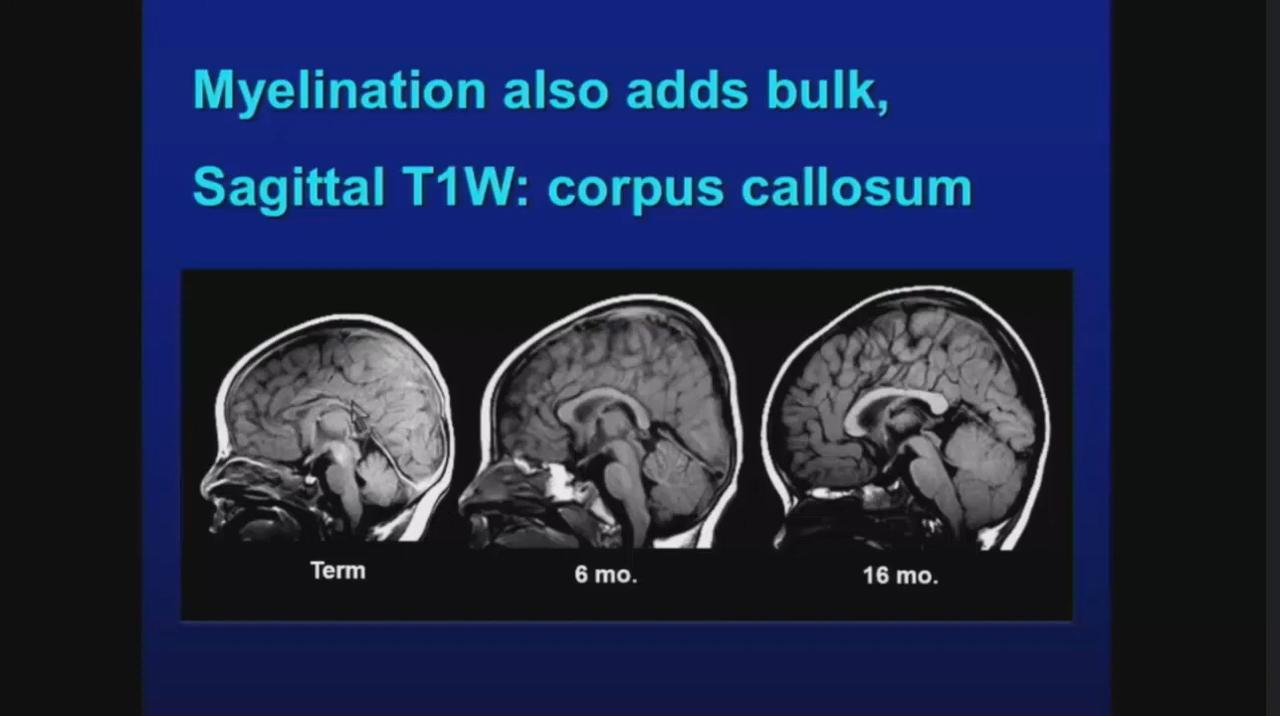 Myelination also adds bulk,
Sagittal T1W: corpus callosum
Term
6 mo.
16 mo.